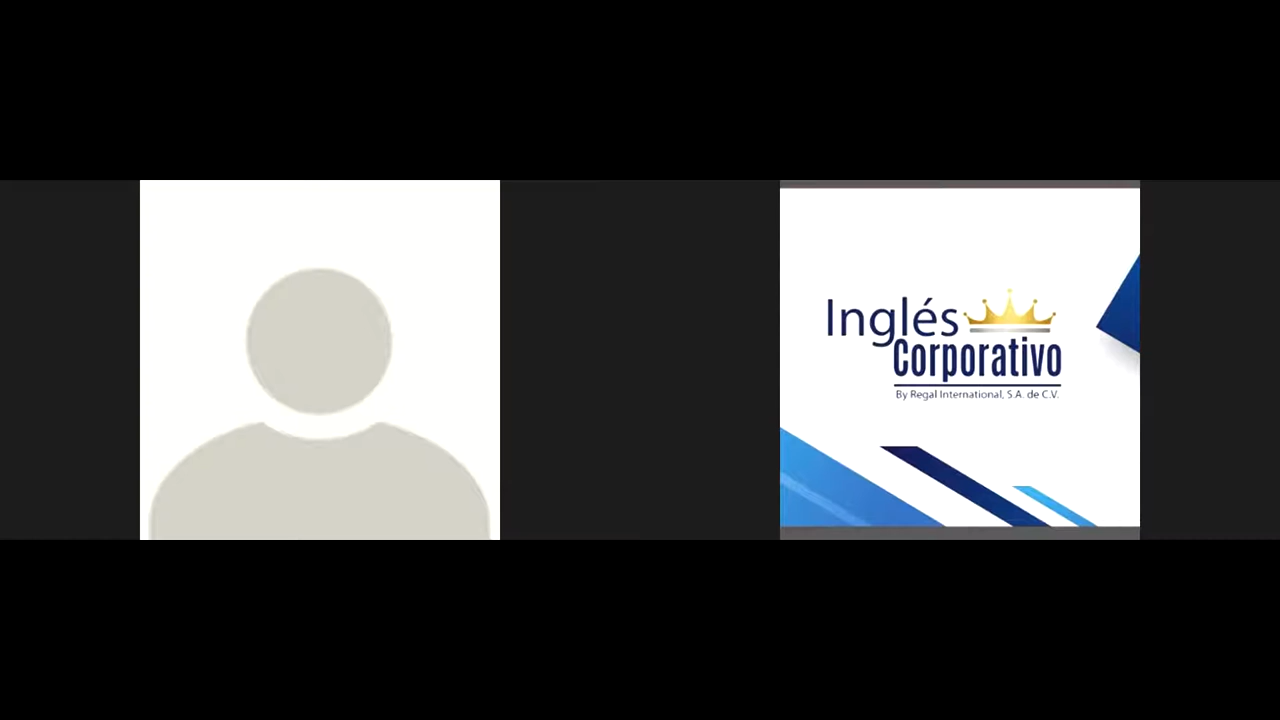 Inglés
Corporativo
By Regal International, S.A. de C.V.